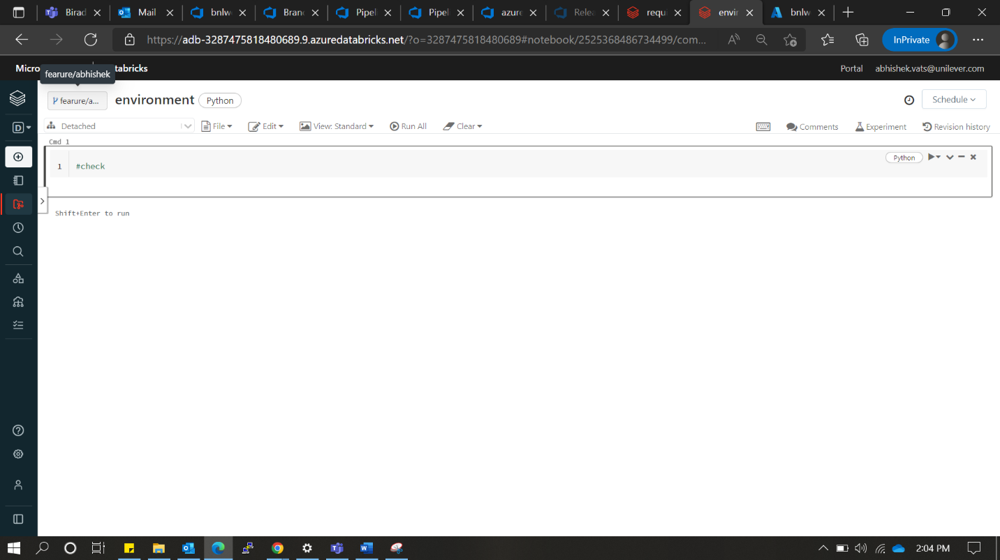 Birad
Mail
bnlw
Branc
Pipeli
Pipel
azure
Relea
requi
envir
bnlw
https://adb-3287475818480689.9.azuredatabricks.net/?o=3287475818480689#notebook/2525368486734499/com...
InPrivate
Micro
tabricks
Portal
abhishek.vats@unilever.com
fearure/abhishek
fearure/a...
environment
Python
Schedule
D
Detached
File
Edit
View: Standard
Run All
Clear
Comments
Experiment
Revision history
Cmd 1
1 #check
Python
Shift+Enter to run
2:04 PM